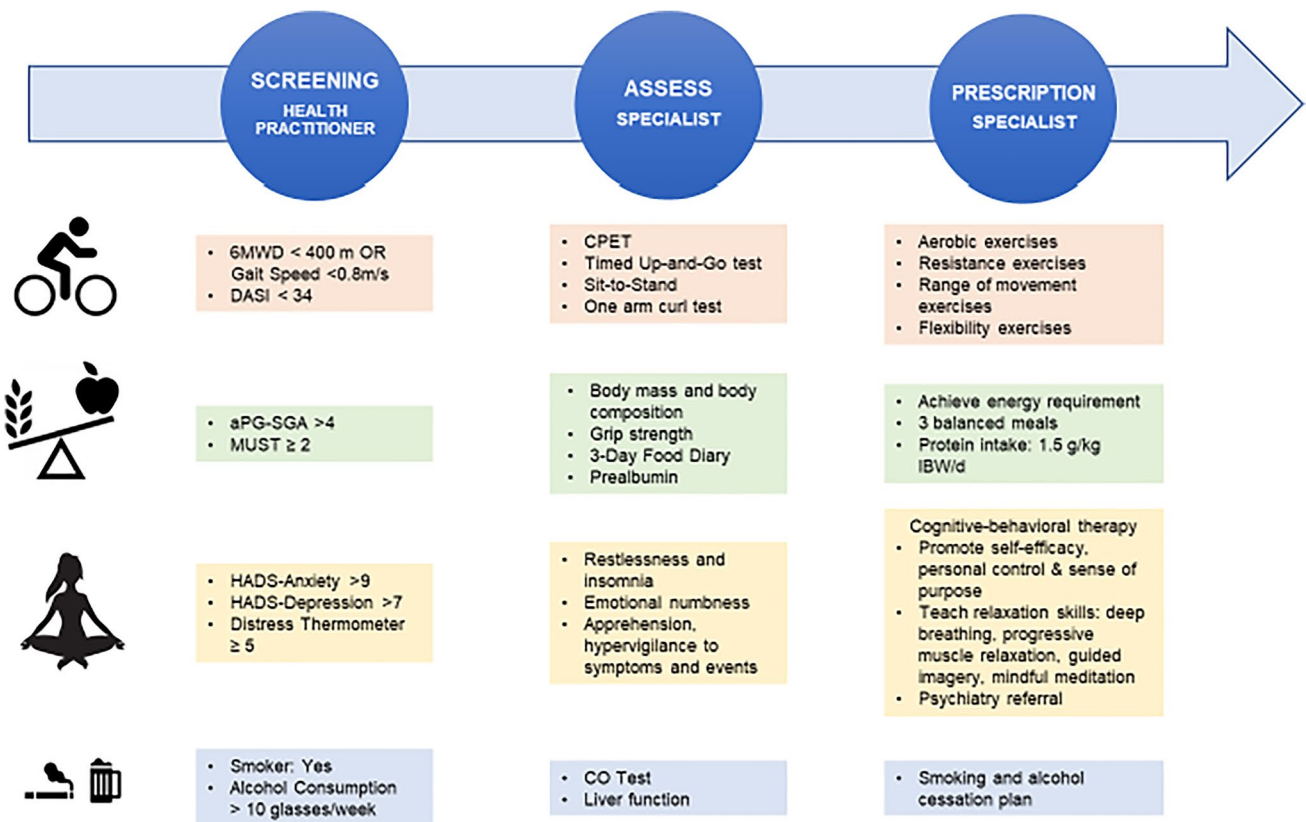 SCREENING
HEALTH
PRACTITIONER
ASSESS
SPECIALIST
PRESCRIPTION
SPECIALIST
• 6MWD < 400 m OR
Gait Speed <0.8m/s
• DASI < 34
• CPET
• Timed Up-and-Go test
• Sit-to-Stand
• One arm curl test
• Aerobic exercises
• Resistance exercises
• Range of movement
exercises
• Flexibility exercises
• aPG-SGA >4
• MUST ≥ 2
• Body mass and body
composition
• Grip strength
• 3-Day Food Diary
• Prealbumin
• Achieve energy requirement
• 3 balanced meals
• Protein intake: 1.5 g/kg
IBW/d
• HADS-Anxiety >9
• HADS-Depression >7
• Distress Thermometer
≥ 5
• Restlessness and
insomnia
• Emotional numbness
• Apprehension,
hypervigilance to
symptoms and events
Cognitive-behavioral therapy
• Promote self-efficacy,
personal control & sense of
purpose
• Teach relaxation skills: deep
breathing, progressive
muscle relaxation, guided
imagery, mindful meditation
• Psychiatry referral
• Smoker: Yes
• Alcohol Consumption
> 10 glasses/week
• CO Test
• Liver function
• Smoking and alcohol
cessation plan